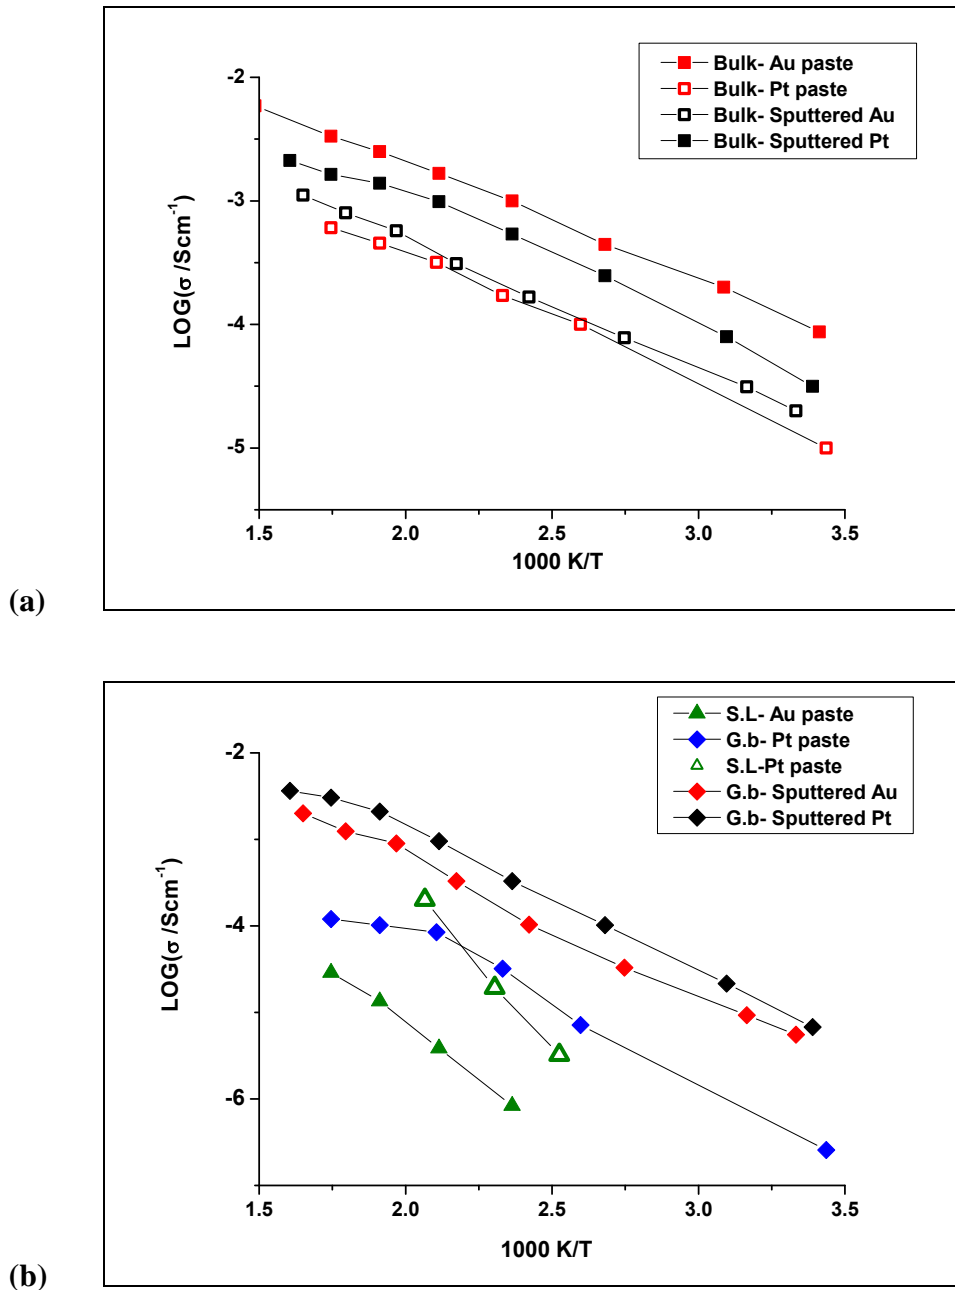 Bulk- Au paste
Bulk- Pt paste
Bulk- Sputtered Au
Bulk- Sputtered Pt
-2
-3
-4
-5
LOG(σ /Scm⁻¹)
1.5 2.0 2.5 3.0 3.5
1000 K/T
(a)
S.L- Au paste
G.b- Pt paste
S.L-Pt paste
G.b- Sputtered Au
G.b- Sputtered Pt
-2
-4
-6
LOG(σ /Scm⁻¹)
1.5 2.0 2.5 3.0 3.5
1000 K/T
(b)